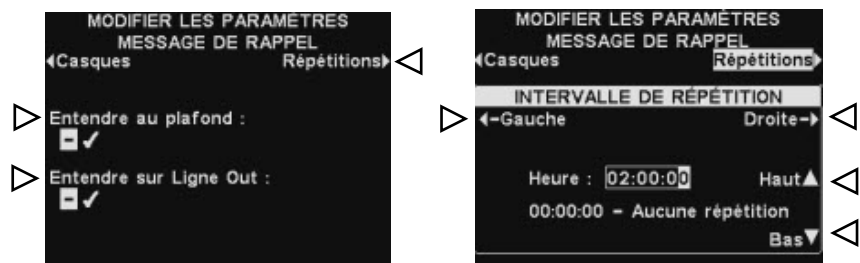 MODIFIER LES PARAMÈTRES
MESSAGE DE RAPPEL
Casques Répétitions
Entendre au plafond :
- ✓
Entendre sur Ligne Out :
- ✓
MODIFIER LES PARAMÈTRES
MESSAGE DE RAPPEL
Casques Répétitions
INTERVALLE DE RÉPÉTITION
-Gauche Droite-
Heure : 02:00:00 Haut
00:00:00 - Aucune répétition
Bas